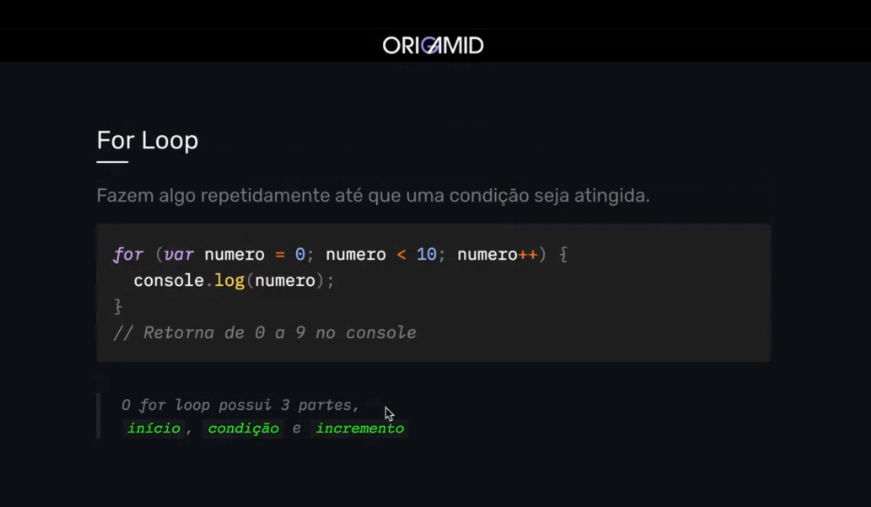 ORIGAMID
For Loop
Fazem algo repetidamente até que uma condição seja atingida.
for (var numero = 0; numero < 10; numero++) {
console.log(numero);
}
// Retorna de 0 a 9 no console
O for loop possui 3 partes,
início, condição e incremento